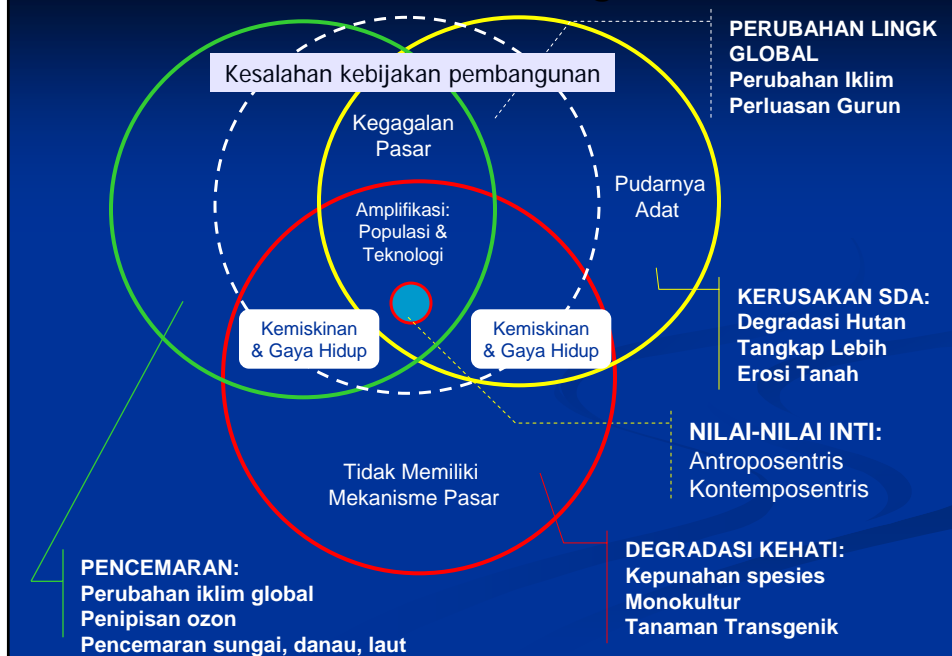 PERUBAHAN LINGK
GLOBAL
Perubahan Iklim
Perluasan Gurun
Kesalahan kebijakan pembangunan
Kegagalan
Pasar
Pudarnya
Adat
Amplifikasi:
Populasi &
Teknologi
Kemiskinan
& Gaya Hidup
Kemiskinan
& Gaya Hidup
KERUSAKAN SDA:
Degradasi Hutan
Tangkap Lebih
Erosi Tanah
NILAI-NILAI INTI:
Antroposentris
Kontemposentris
Tidak Memiliki
Mekanisme Pasar
DEGRADASI KEHATI:
Kepunahan spesies
Monokultur
Tanaman Transgenik
PENCEMARAN:
Perubahan iklim global
Penipisan ozon
Pencemaran sungai, danau, laut